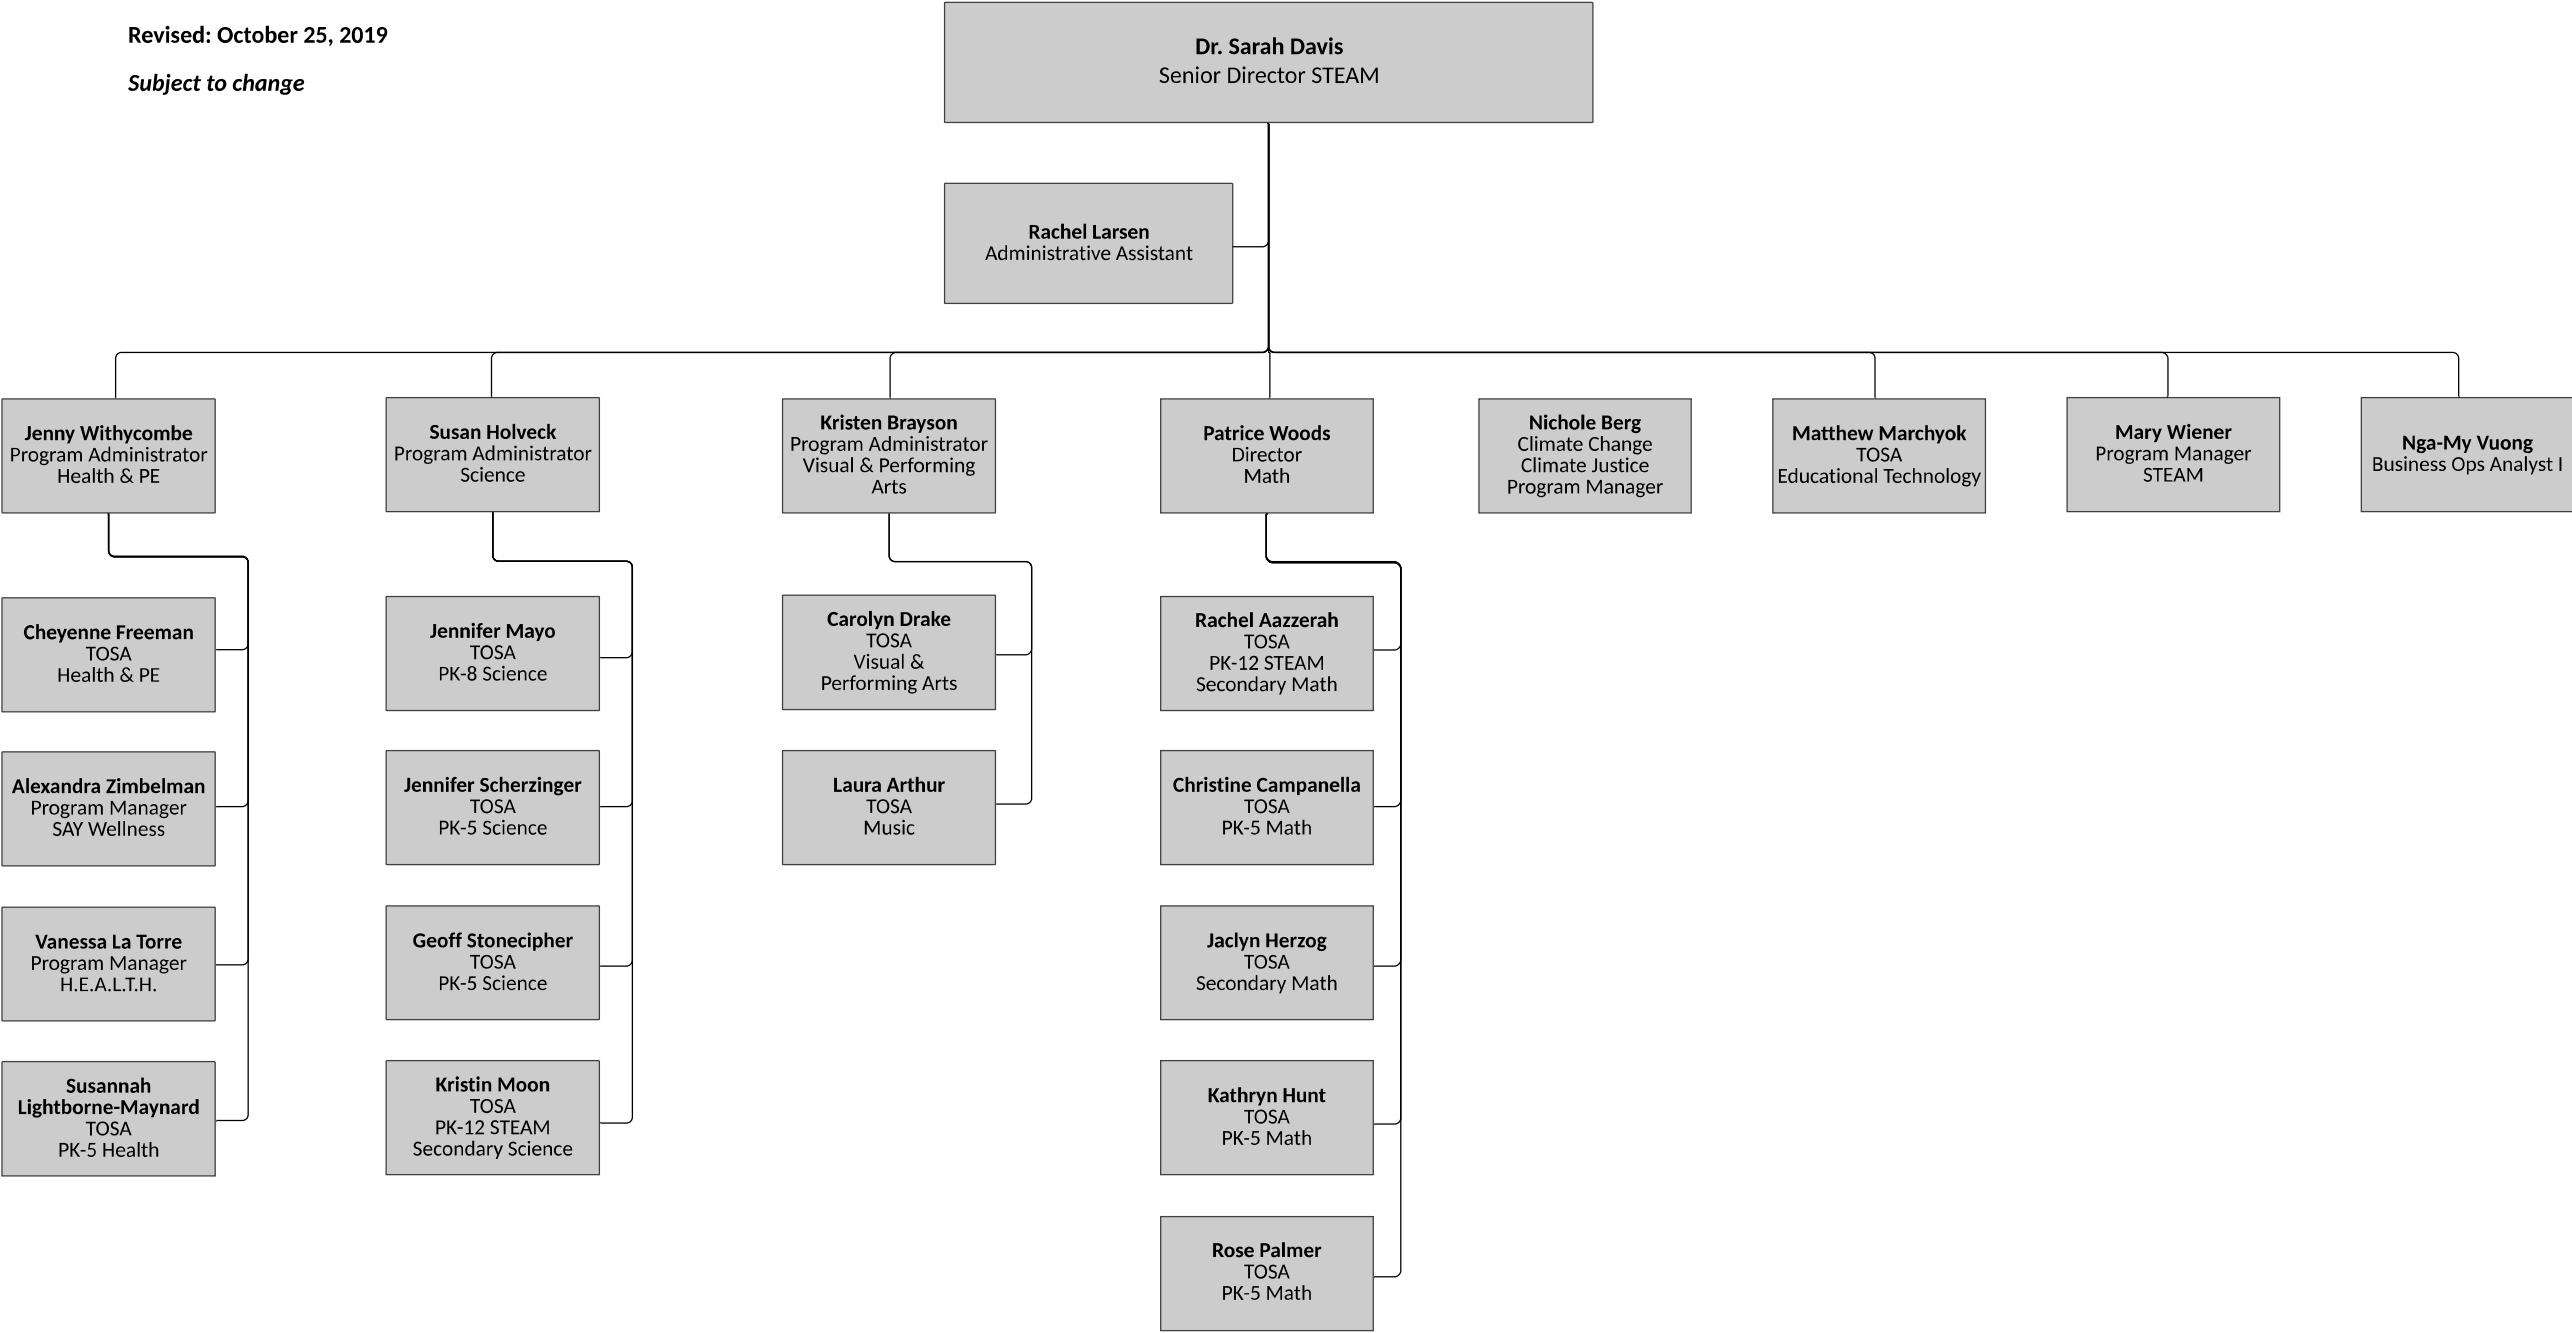 Revised: October 25, 2019
Subject to change
Dr. Sarah Davis
Senior Director STEAM
Rachel Larsen
Administrative Assistant
Jenny Withycombe
Program Administrator
Health & PE
Susan Holveck
Program Administrator
Science
Kristen Brayson
Program Administrator
Visual & Performing
Arts
Patrice Woods
Director
Math
Nichole Berg
Climate Change
Climate Justice
Program Manager
Matthew Marchyok
TOSA
Educational Technology
Mary Wiener
Program Manager
STEAM
Nga-My Vuong
Business Ops Analyst I
Cheyenne Freeman
TOSA
Health & PE
Jennifer Mayo
TOSA
PK-8 Science
Carolyn Drake
TOSA
Visual &
Performing Arts
Rachel Aazzerah
TOSA
PK-12 STEAM
Secondary Math
Alexandra Zimbelman
Program Manager
SAY Wellness
Jennifer Scherzinger
TOSA
PK-5 Science
Laura Arthur
TOSA
Music
Christine Campanella
TOSA
PK-5 Math
Vanessa La Torre
Program Manager
H.E.A.L.T.H.
Geoff Stonecipher
TOSA
PK-5 Science
Jaclyn Herzog
TOSA
Secondary Math
Susannah
Lightborne-Maynard
TOSA
PK-5 Health
Kristin Moon
TOSA
PK-12 STEAM
Secondary Science
Kathryn Hunt
TOSA
PK-5 Math
Rose Palmer
TOSA
PK-5 Math